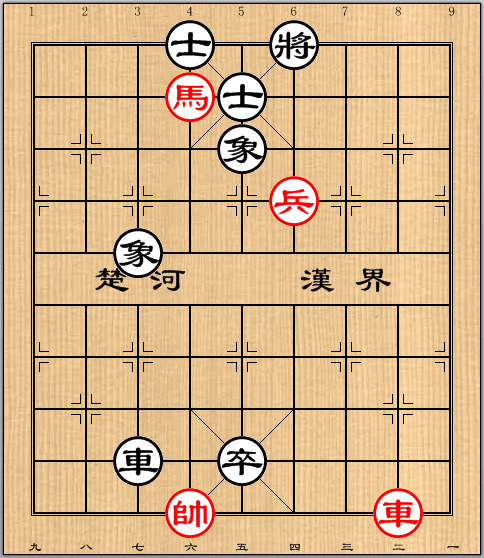 1 2 3 4 5 6 7 8 9
士 將
馬 士
象
兵
象
楚 河 漢 界
車 卒
帥 車
九 八 七 六 五 四 三 二 一